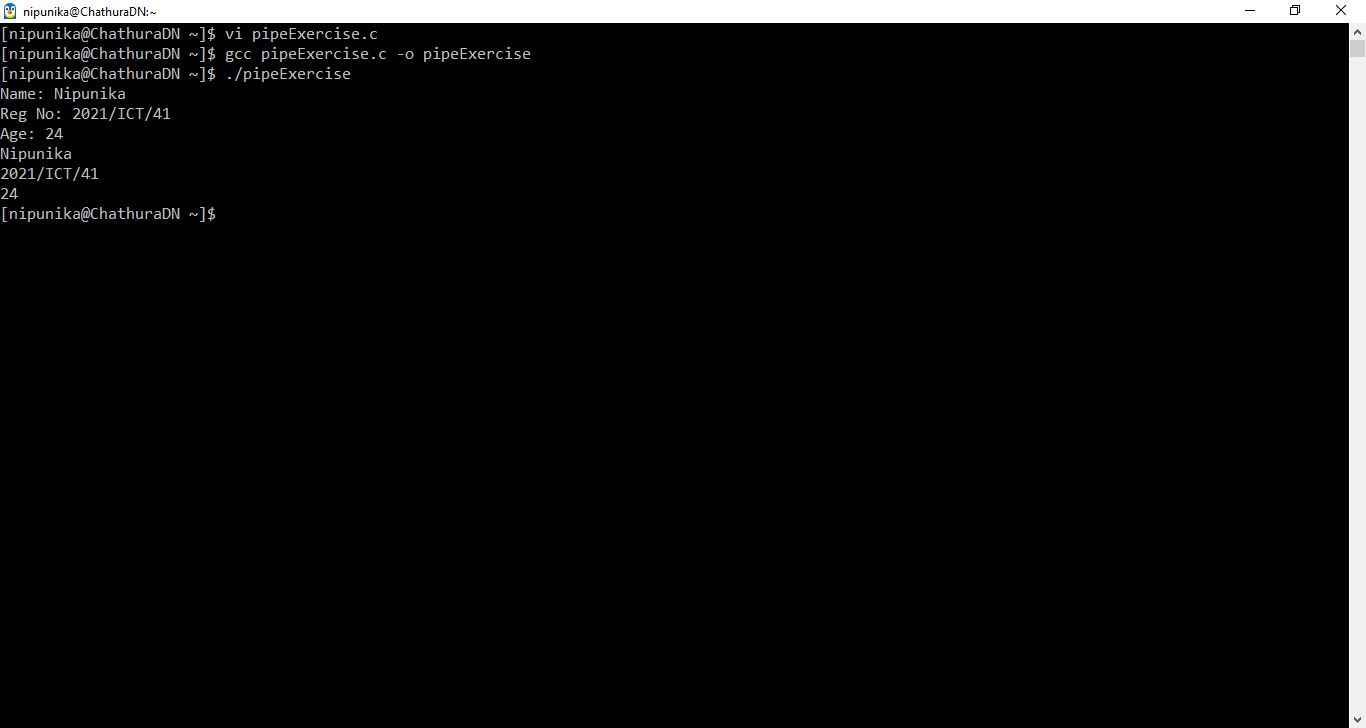 nipunika@ChathuraDN:~
[nipunika@ChathuraDN ~]$ vi pipeExercise.c
[nipunika@ChathuraDN ~]$ gcc pipeExercise.c -o pipeExercise
[nipunika@ChathuraDN ~]$ ./pipeExercise
Name: Nipunika
Reg No: 2021/ICT/41
Age: 24
Nipunika
2021/ICT/41
24
[nipunika@ChathuraDN ~]$